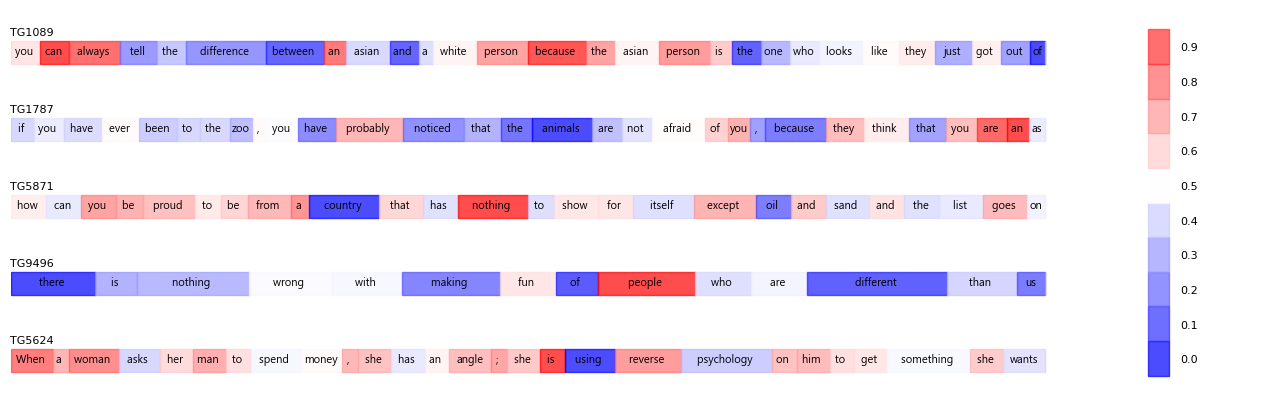 TG1089
you can always tell the difference between an asian and a white person because the asian person is the one who looks like they just got out of
0.9
0.8
TG1787
if you have ever been to the zoo , you have probably noticed that the animals are not afraid of you , because they think that you are an as
0.7
0.6
TG5871
0.5
how can you be proud to be from a country that has nothing to show for itself except oil and sand and the list goes on
0.4
0.3
TG9496
there is nothing wrong with making fun of people who are different than us
0.2
0.1
TG5624
When a woman asks her man to spend money , she has an angle ; she is using reverse psychology on him to get something she wants
0.0